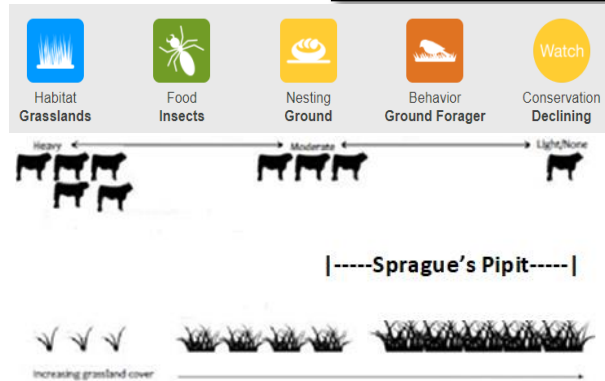 Watch
Habitat Food Nesting Behavior Conservation
Grasslands Insects Ground Ground Forager Declining
Heavy Moderate Light/None
|-----Sprague's Pipit-----|
Increasing grassland cover